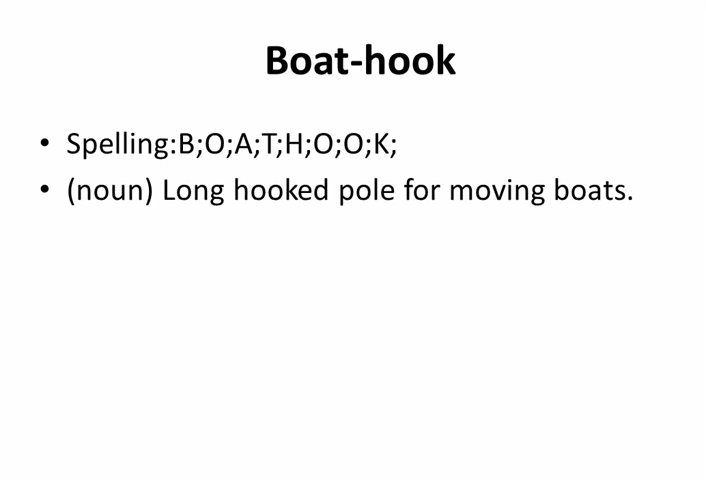 Boat-hook
• Spelling:B;O;A;T;H;O;O;K;
• (noun) Long hooked pole for moving boats.